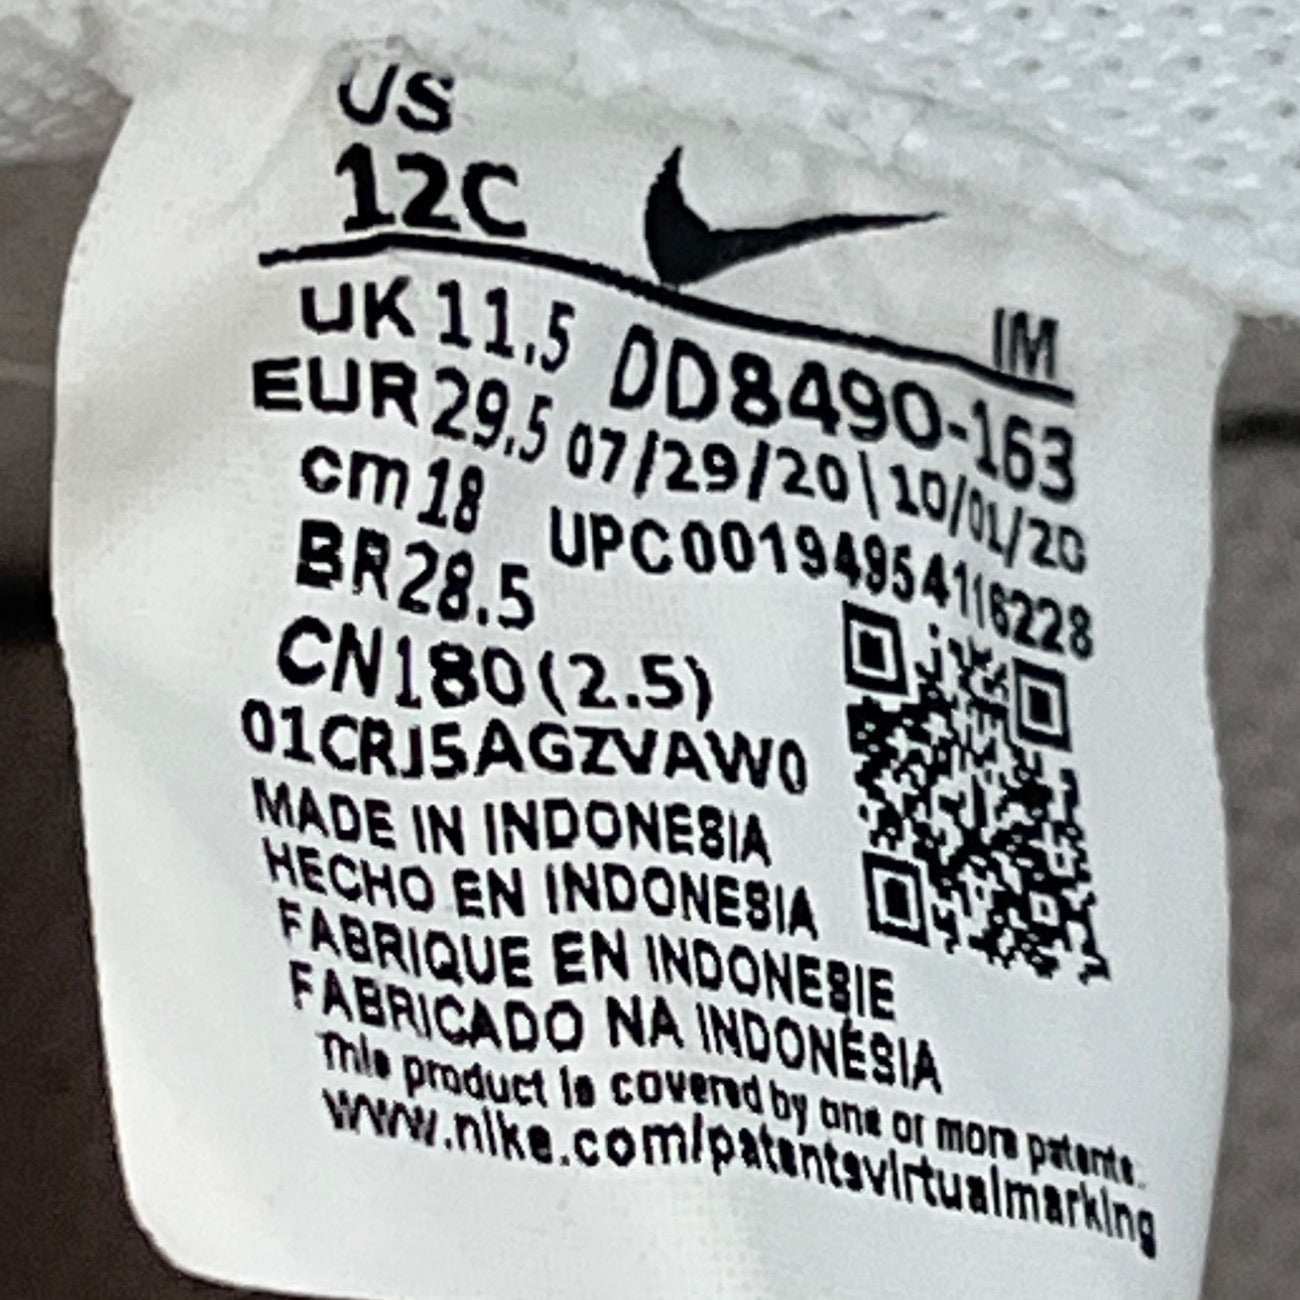 US
12C
IM
UK 11.5 DD8490-163
EUR 29.5 07/29/20\10/01/20
cm 18 UPC00194954116228
BR 28.5
CN 180 (2.5)
01CRJ5AGZVAW0
MADE IN INDONESIA
HECHO EN INDONESIA
FABRIQUE EN INDONESIE
FABRICADO NA INDONÉSIA
This product is covered by one or more patents.
www.nike.com/patentsvirtualmarking